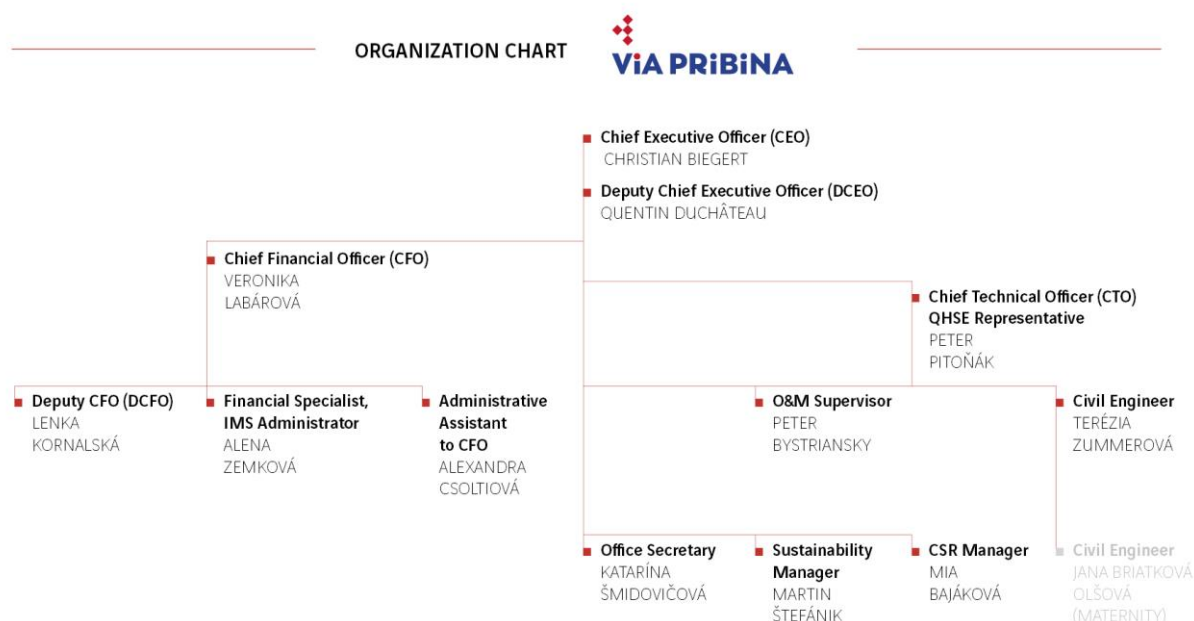 ORGANIZATION CHART
ViA PRiBiNA
Chief Executive Officer (CEO)
CHRISTIAN BIEGERT
Deputy Chief Executive Officer (DCEO)
QUENTIN DUCHÂTEAU
Chief Financial Officer (CFO)
VERONIKA
LABÁROVÁ
Chief Technical Officer (CTO)
QHSE Representative
PETER
PITOŇÁK
Deputy CFO (DCFO)
LENKA
KORNALSKÁ
Financial Specialist,
IMS Administrator
ALENA
ZEMKOVÁ
Administrative
Assistant
to CFO
ALEXANDRA
CSOLTIOVÁ
O&M Supervisor
PETER
BYSTRIANSKY
Civil Engineer
TERÉZIA
ZUMMEROVÁ
Office Secretary
KATARÍNA
ŠMIDOVIČOVÁ
Sustainability
Manager
MARTIN
ŠTEFÁNIK
CSR Manager
MIA
BAJÁKOVÁ
Civil Engineer
JANA BRIATKOVÁ
OLŠOVÁ
(MATERNITY)